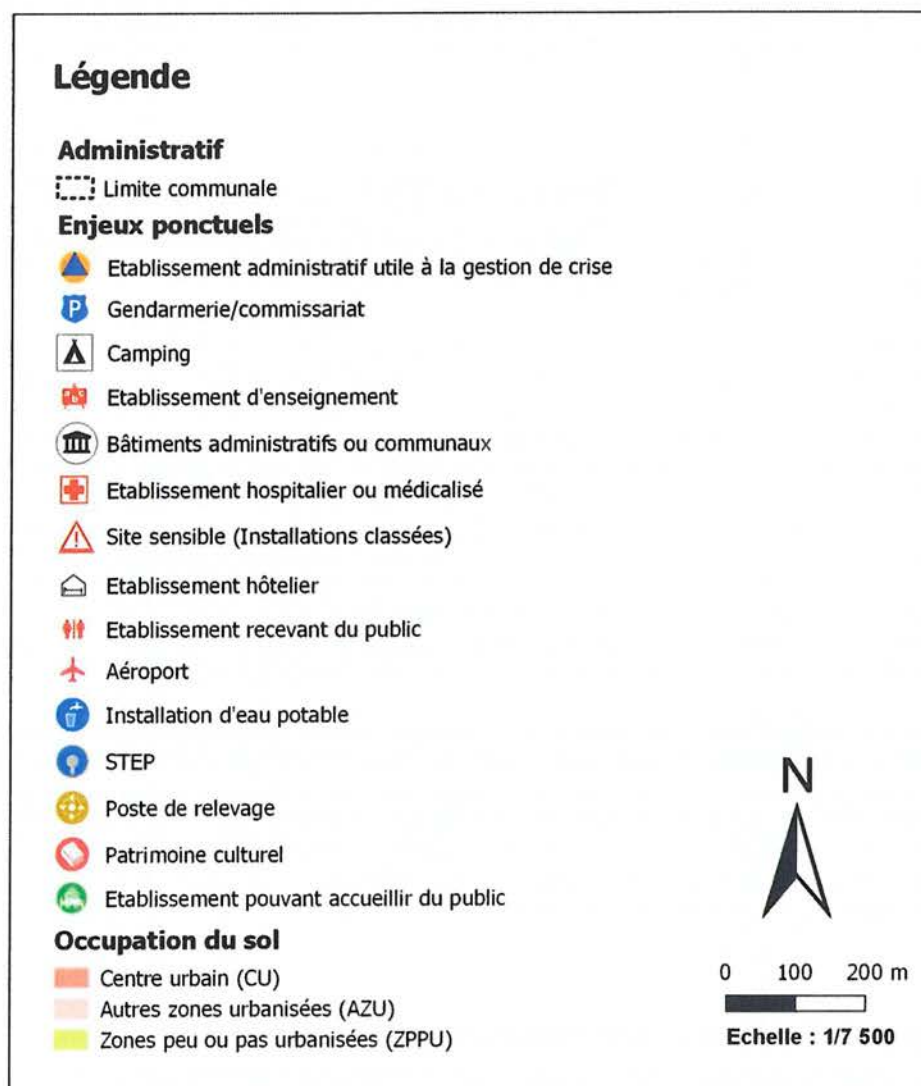 Légende
Administratif
Limite communale
Enjeux ponctuels
Etablissement administratif utile à la gestion de crise
P Gendarmerie/commissariat
Camping
a b c Etablissement d'enseignement
Bâtiments administratifs ou communaux
Etablissement hospitalier ou médicalisé
Site sensible (Installations classées)
Etablissement hôtelier
Etablissement recevant du public
Aéroport
Installation d'eau potable
STEP
Poste de relevage
Patrimoine culturel
Etablissement pouvant accueillir du public
Occupation du sol
Centre urbain (CU)
Autres zones urbanisées (AZU)
Zones peu ou pas urbanisées (ZPPU)
N
0 100 200 m
Echelle : 1/7 500